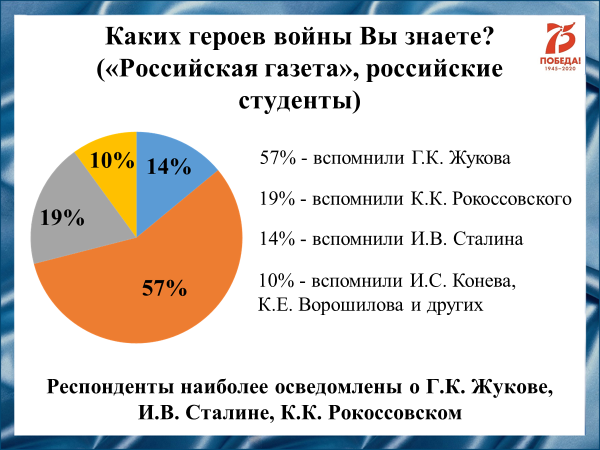 Каких героев войны Вы знаете?
(«Российская газета», российские
студенты)
75
ПОБЕДА!
1945–2020
10%
14%
19%
57%
57% - вспомнили Г.К. Жукова
19% - вспомнили К.К. Рокоссовского
14% - вспомнили И.В. Сталина
10% - вспомнили И.С. Конева,
К.Е. Ворошилова и других
Респонденты наиболее осведомлены о Г.К. Жукове,
И.В. Сталине, К.К. Рокоссовском